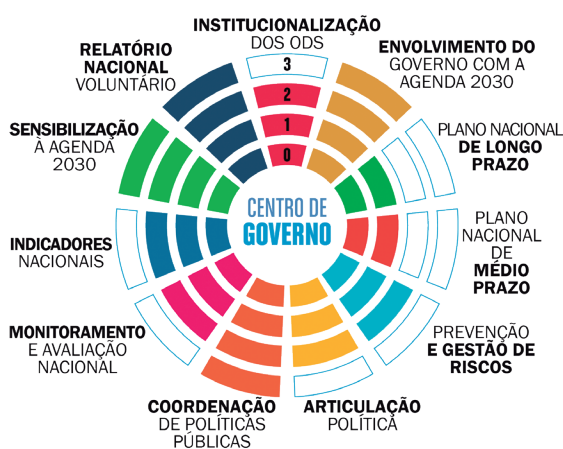 INSTITUCIONALIZAÇÃO
DOS ODS
3
2
1
0
ENVOLVIMENTO DO
GOVERNO COM A
AGENDA 2030
PLANO NACIONAL
DE LONGO
PRAZO
PLANO
NACIONAL
DE
MÉDIO
PRAZO
PREVENÇÃO
E GESTÃO DE
RISCOS
ARTICULAÇÃO
POLÍTICA
COORDENAÇÃO
DE POLÍTICAS
PÚBLICAS
MONITORAMENTO
E AVALIAÇÃO
NACIONAL
INDICADORES
NACIONAIS
SENSIBILIZAÇÃO
À AGENDA
2030
RELATÓRIO
NACIONAL
VOLUNTÁRIO
CENTRO DE
GOVERNO